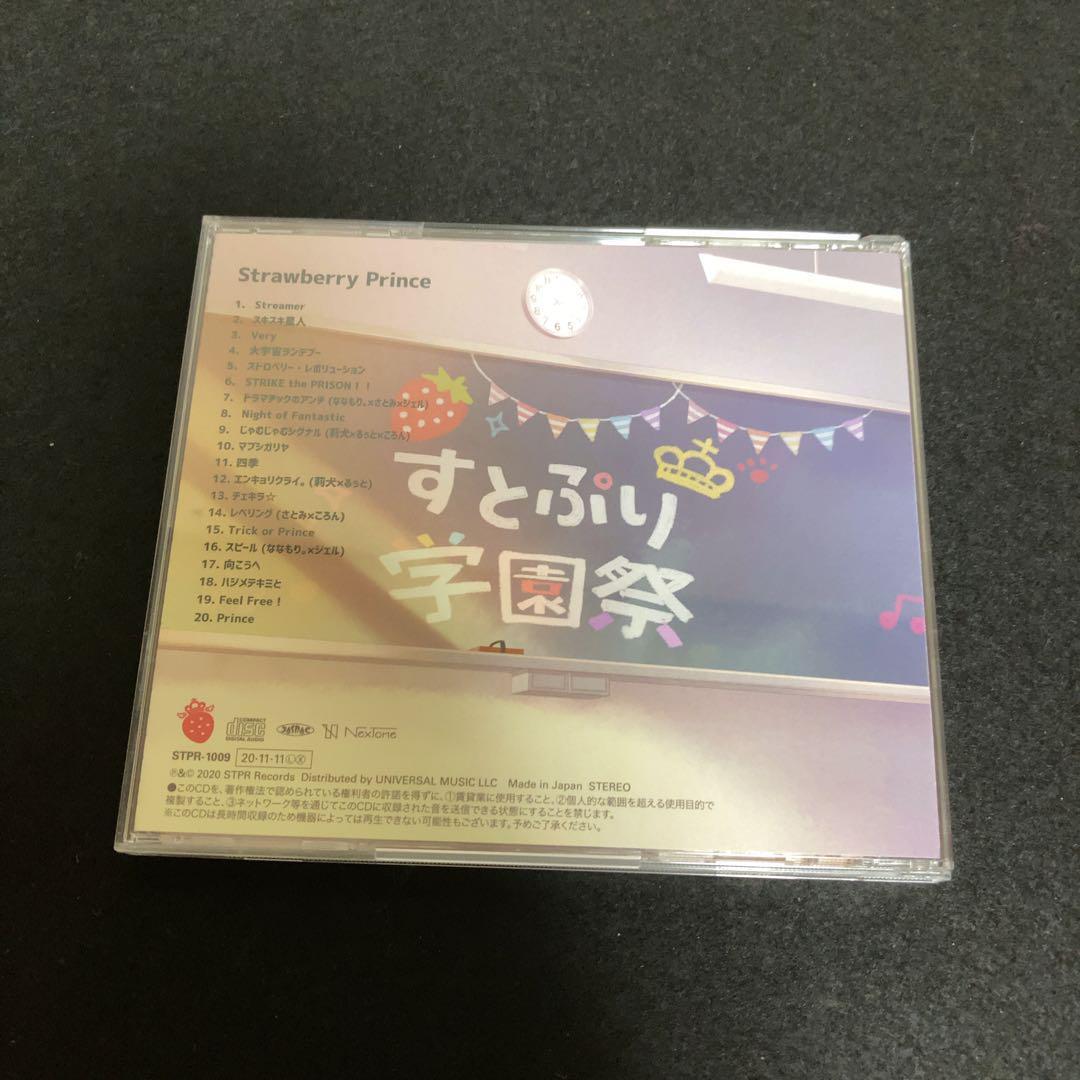 Strawberry Prince
1. Streamer
2. スキスキ星人
3. Very
4. 大宇宙ランデブー
5. ストロベリー・レボリューション
6. STRIKE the PRISON！！
7. ドラマチックのアンチ (ななもり。×さとみ×ジェル)
8. Night of Fantastic
9. じゃむじゃむシグナル (莉犬×るぅと×ころん)
10. マブシガリヤ
11. 四季
12. エンキョリクライ。(莉犬×るぅと)
13. チェキラ☆
14. レベリング (さとみ×ころん)
15. Trick or Prince
16. スピール (ななもり。×ジェル)
17. 向こうへ
18. ハジメテキミと
19. Feel Free！
20. Prince
すとぷり
学園祭
COMPACT
disc
DIGITAL AUDIO
JASRAC
NexTone
STPR-1009 20・11・11ⓁⓍ
℗&© 2020 STPR Records Distributed by UNIVERSAL MUSIC LLC Made in Japan STEREO
●このCDを、著作権法で認められている権利者の許諾を得ずに、①賃貸業に使用すること、②個人的な範囲を超える使用目的で
複製すること、③ネットワーク等を通じてこのCDに収録された音を送信できる状態にすることを禁じます。
※このCDは長時間収録のため機器によっては再生できない可能性もございます。予めご了承ください。